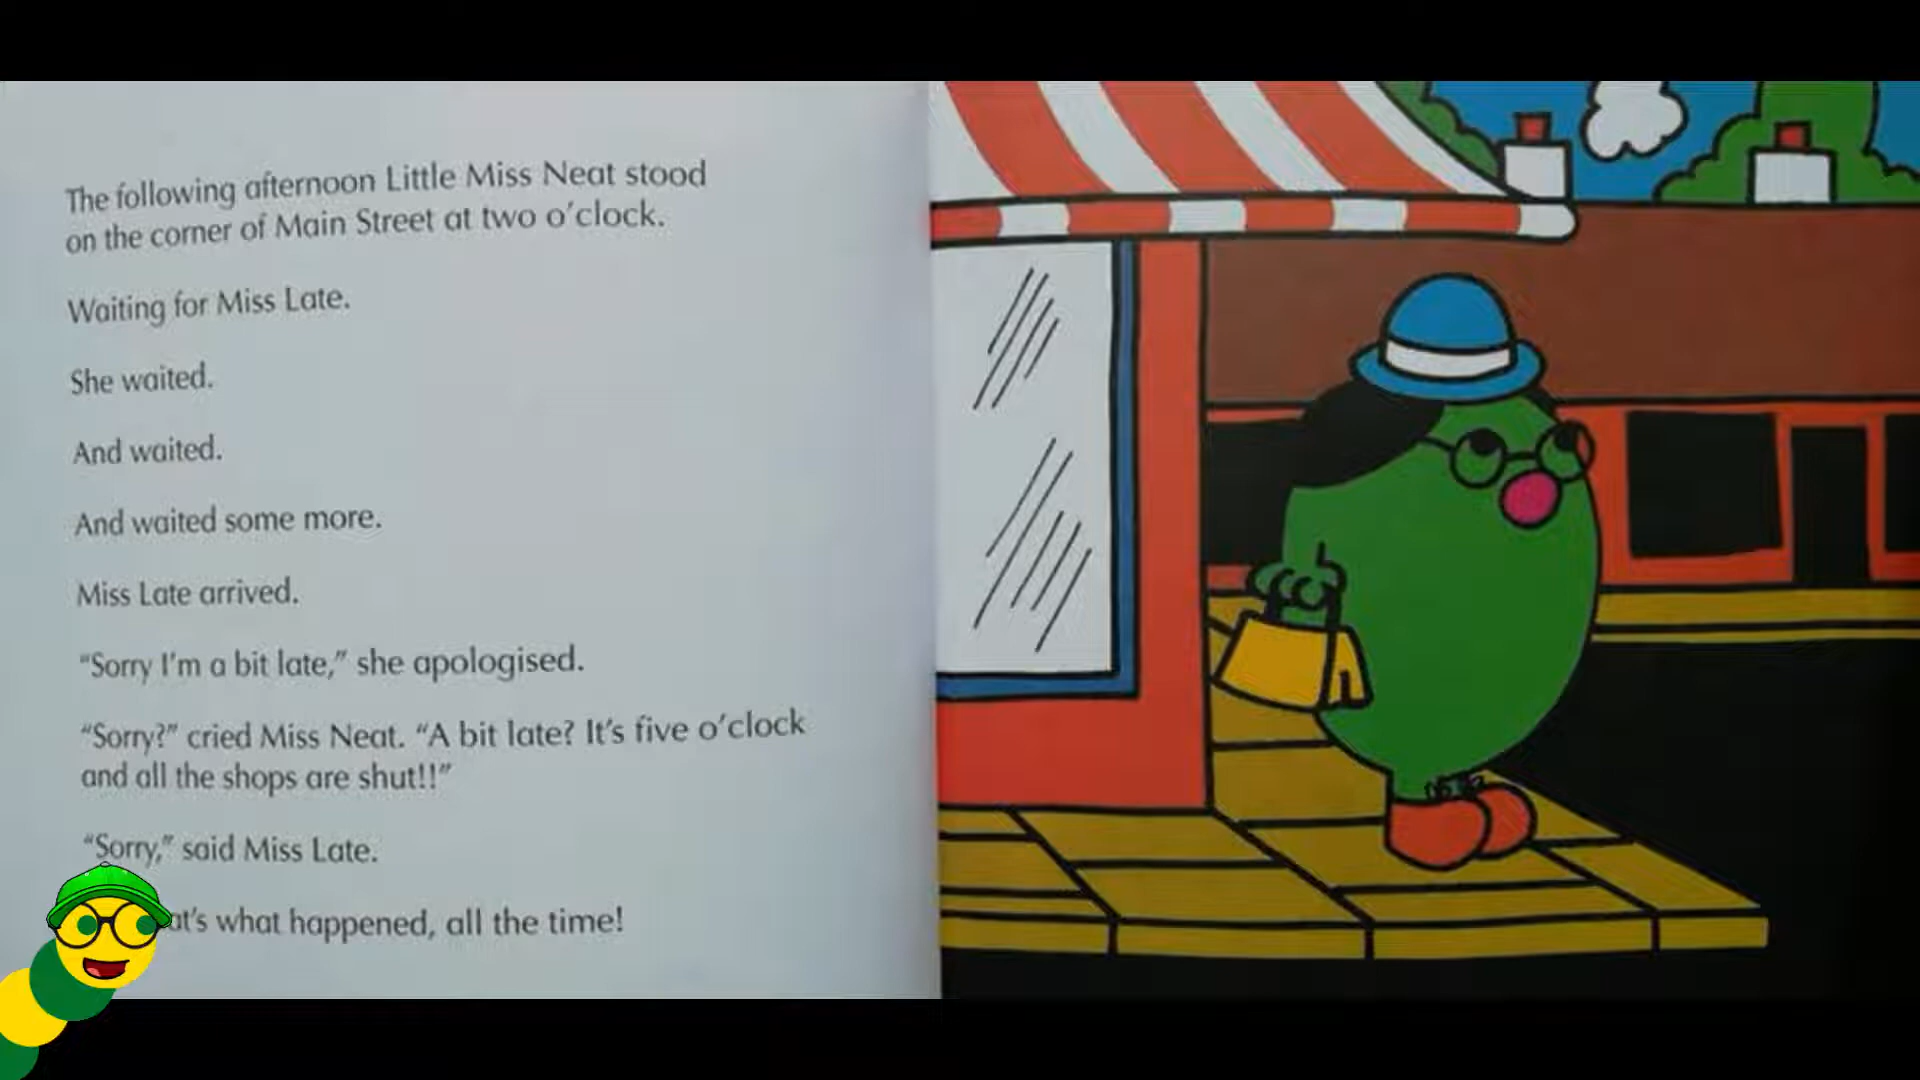 The following afternoon Little Miss Neat stood
on the corner of Main Street at two o'clock.
Waiting for Miss Late.
She waited.
And waited.
And waited some more.
Miss Late arrived.
“Sorry I'm a bit late,” she apologised.
“Sorry?” cried Miss Neat. “A bit late? It's five o'clock
and all the shops are shut!!”
“Sorry,” said Miss Late.
what happened, all the time!